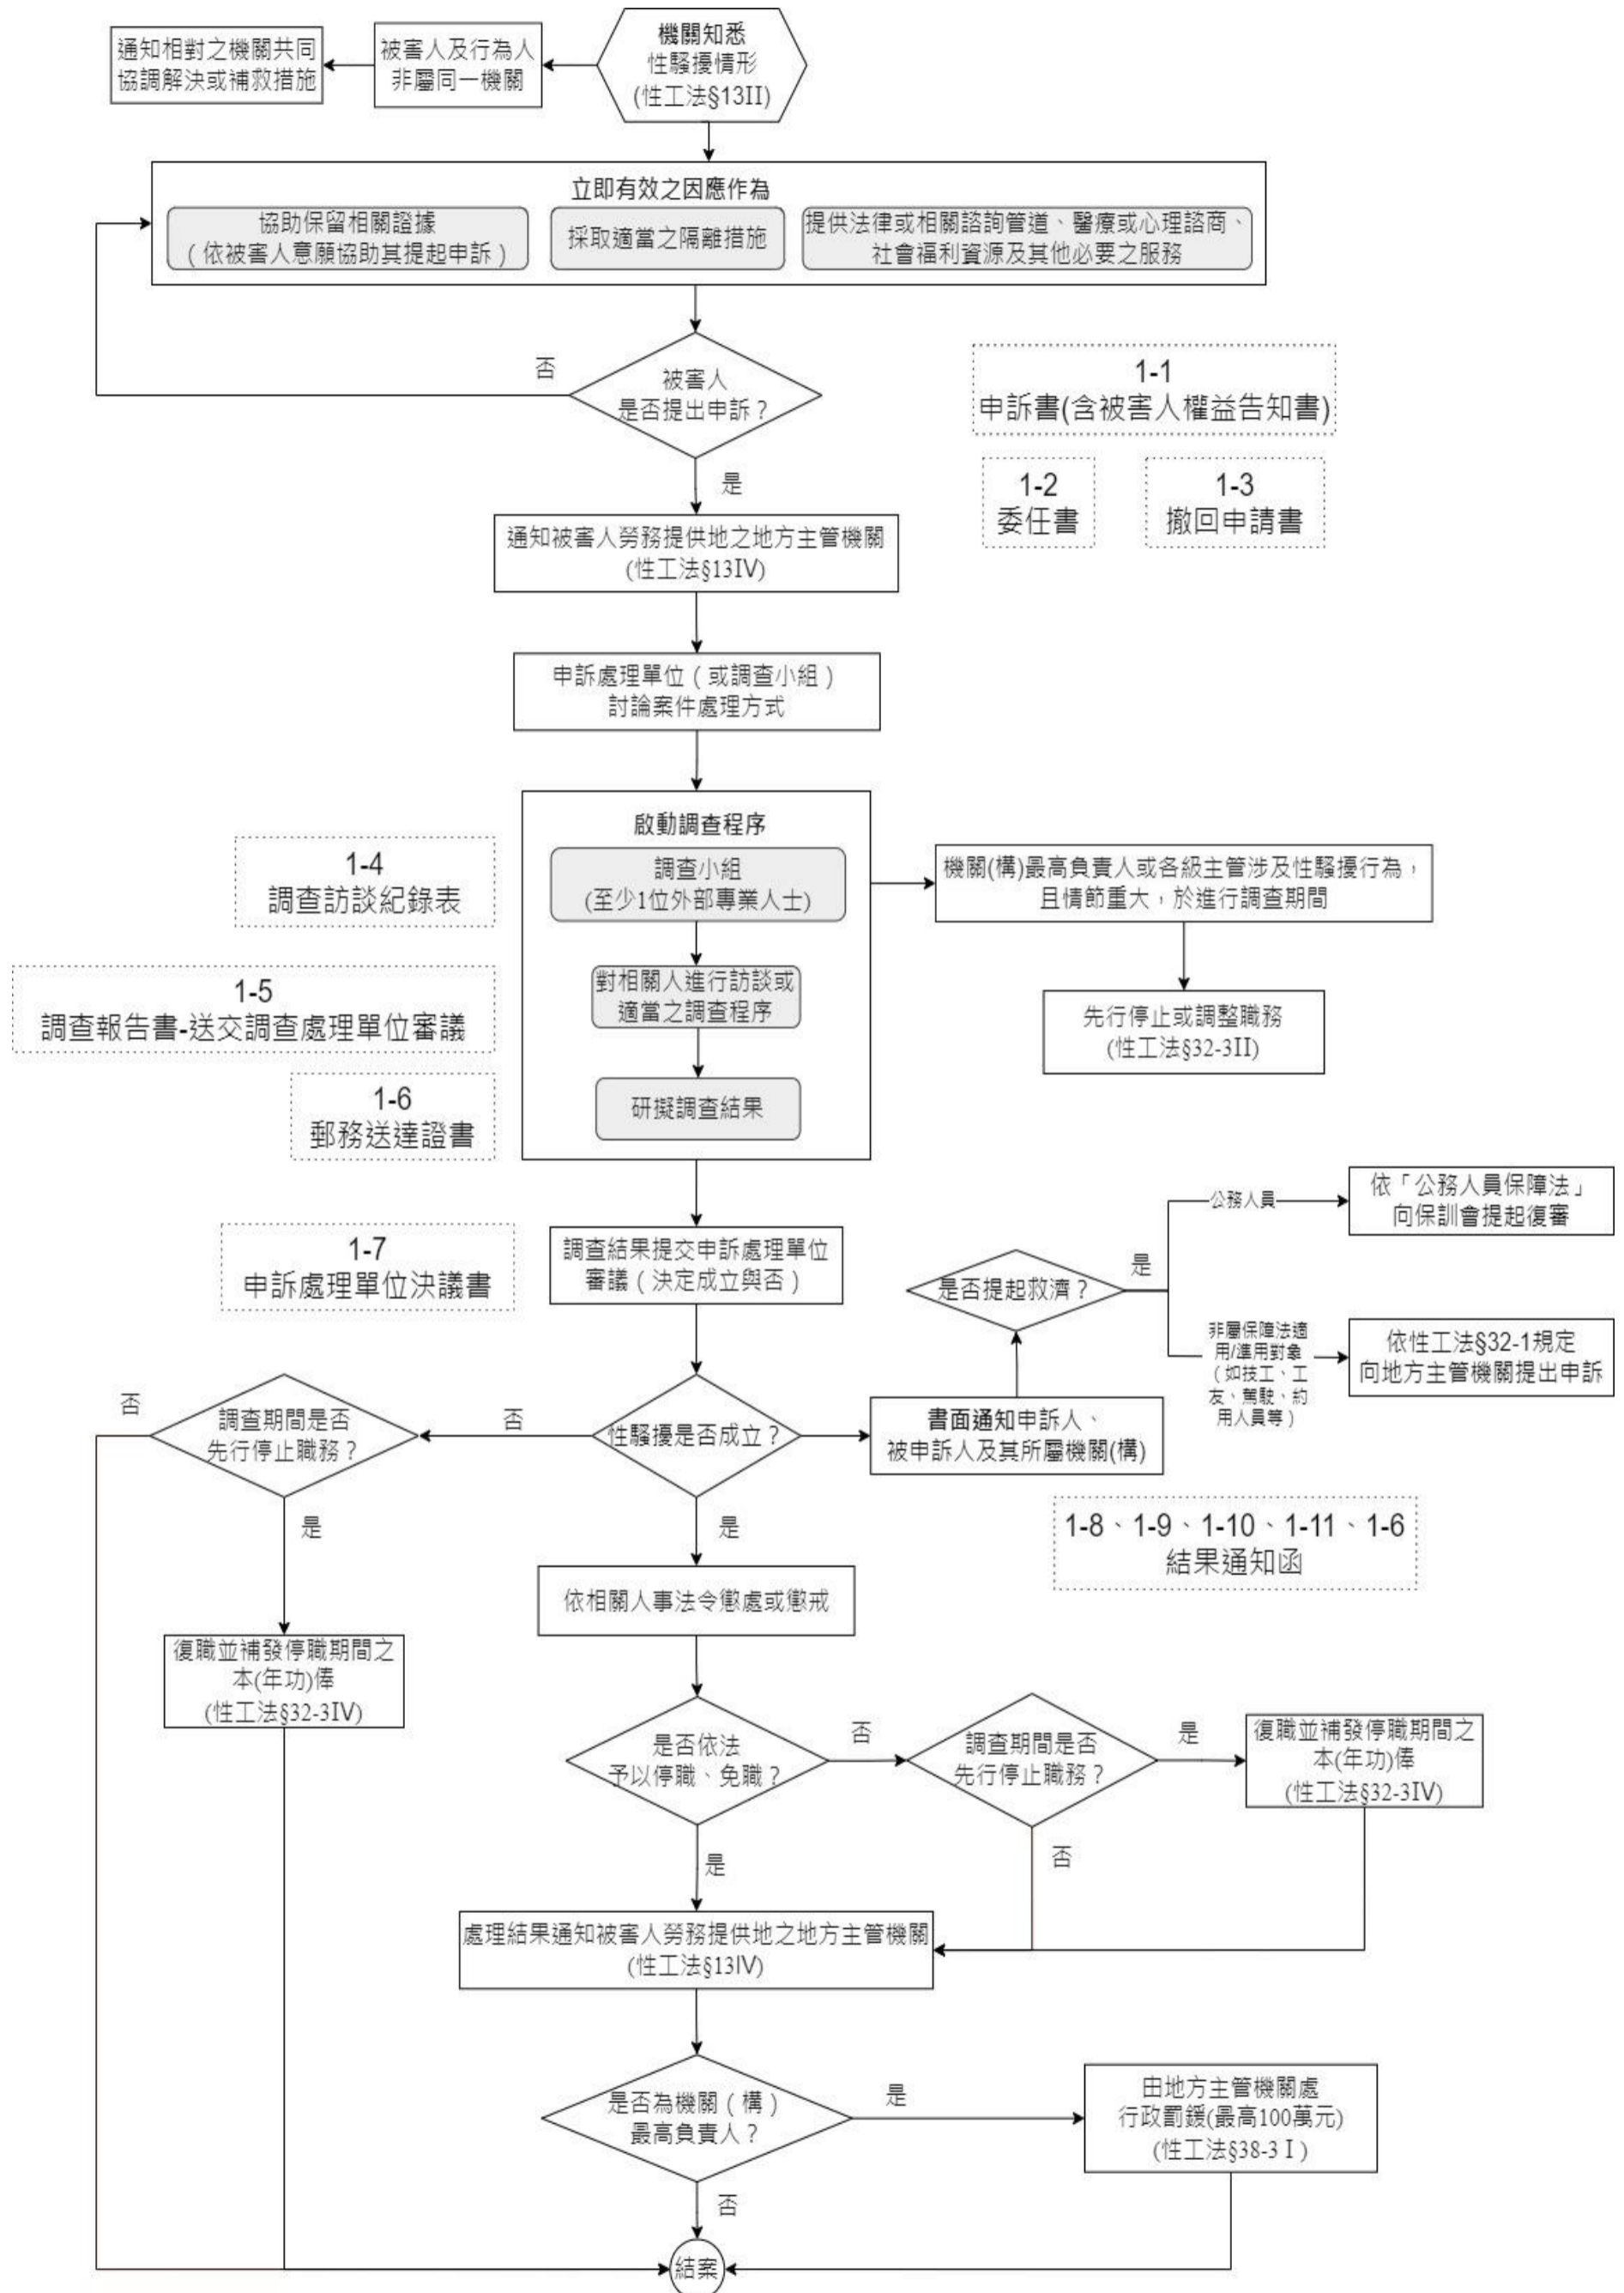 機關知悉
性騷擾情形
(性工法§13II)
被害人及行為人
非屬同一機關
通知相對之機關共同
協調解決或補救措施
立即有效之因應作為
協助保留相關證據
（依被害人意願協助其提起申訴）
採取適當之隔離措施
提供法律或相關諮詢管道、醫療或心理諮商、
社會福利資源及其他必要之服務
被害人
是否提出申訴？
否
是
1-1
申訴書(含被害人權益告知書)
1-2
委任書
1-3
撤回申請書
通知被害人勞務提供地之地方主管機關
(性工法§13IV)
申訴處理單位（或調查小組）
討論案件處理方式
啟動調查程序
調查小組
(至少1位外部專業人士)
對相關人進行訪談或
適當之調查程序
研擬調查結果
1-4
調查訪談紀錄表
1-5
調查報告書-送交調查處理單位審議
1-6
郵務送達證書
機關(構)最高負責人或各級主管涉及性騷擾行為，
且情節重大，於進行調查期間
先行停止或調整職務
(性工法§32-3II)
調查結果提交申訴處理單位
審議（決定成立與否）
1-7
申訴處理單位決議書
性騷擾是否成立？
書面通知申訴人、
被申訴人及其所屬機關(構)
是否提起救濟？
是
公務人員
依「公務人員保障法」
向保訓會提起復審
非屬保障法適
用/準用對象
（如技工、工
友、駕駛、約
用人員等）
依性工法§32-1規定
向地方主管機關提出申訴
1-8、1-9、1-10、1-11、1-6
結果通知函
否
調查期間是否
先行停止職務？
否
是
復職並補發停職期間之
本(年功)俸
(性工法§32-3IV)
是
依相關人事法令懲處或懲戒
是否依法
予以停職、免職？
否
調查期間是否
先行停止職務？
是
復職並補發停職期間之
本(年功)俸
(性工法§32-3IV)
否
是
處理結果通知被害人勞務提供地之地方主管機關
(性工法§13IV)
是否為機關（構）
最高負責人？
是
由地方主管機關處
行政罰鍰(最高100萬元)
(性工法§38-3 I )
否
結案